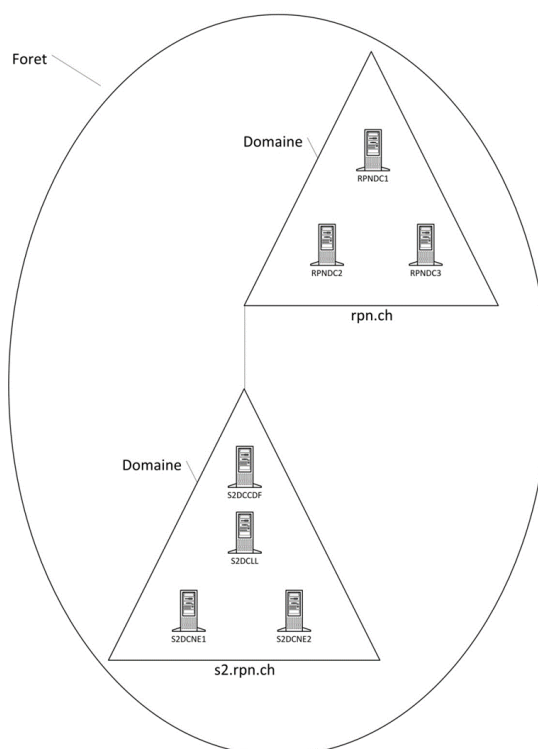 Foret
Domaine
RPNDC1
RPNDC2
RPNDC3
rpn.ch
Domaine
S2DCCDF
S2DCLL
S2DCNE1
S2DCNE2
s2.rpn.ch